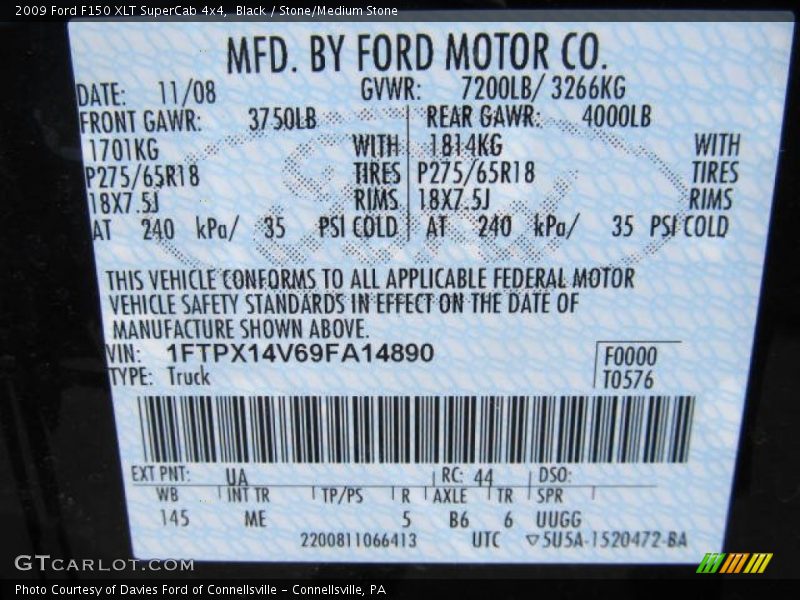 2009 Ford F150 XLT SuperCab 4x4, Black / Stone/Medium Stone
MFD. BY FORD MOTOR CO.
DATE: 11/08 GVWR: 7200LB/ 3266KG
FRONT GAWR: 3750LB REAR GAWR: 4000LB
1701KG WITH 1814KG WITH
P275/65R18 TIRES P275/65R18 TIRES
18X7.5J RIMS 18X7.5J RIMS
AT 240 kPa/ 35 PSI COLD AT 240 kPa/ 35 PSI COLD
THIS VEHICLE CONFORMS TO ALL APPLICABLE FEDERAL MOTOR
VEHICLE SAFETY STANDARDS IN EFFECT ON THE DATE OF
MANUFACTURE SHOWN ABOVE.
VIN: 1FTPX14V69FA14890 F0000
TYPE: Truck T0576
EXT PNT: UA RC: 44 DSO:
WB INT TR TP/PS R AXLE TR SPR
145 ME 5 B6 6 UUGG
2200811066413 UTC ▽5U5A-1520472-BA
GTCARLOT.COM
Photo Courtesy of Davies Ford of Connellsville – Connellsville, PA